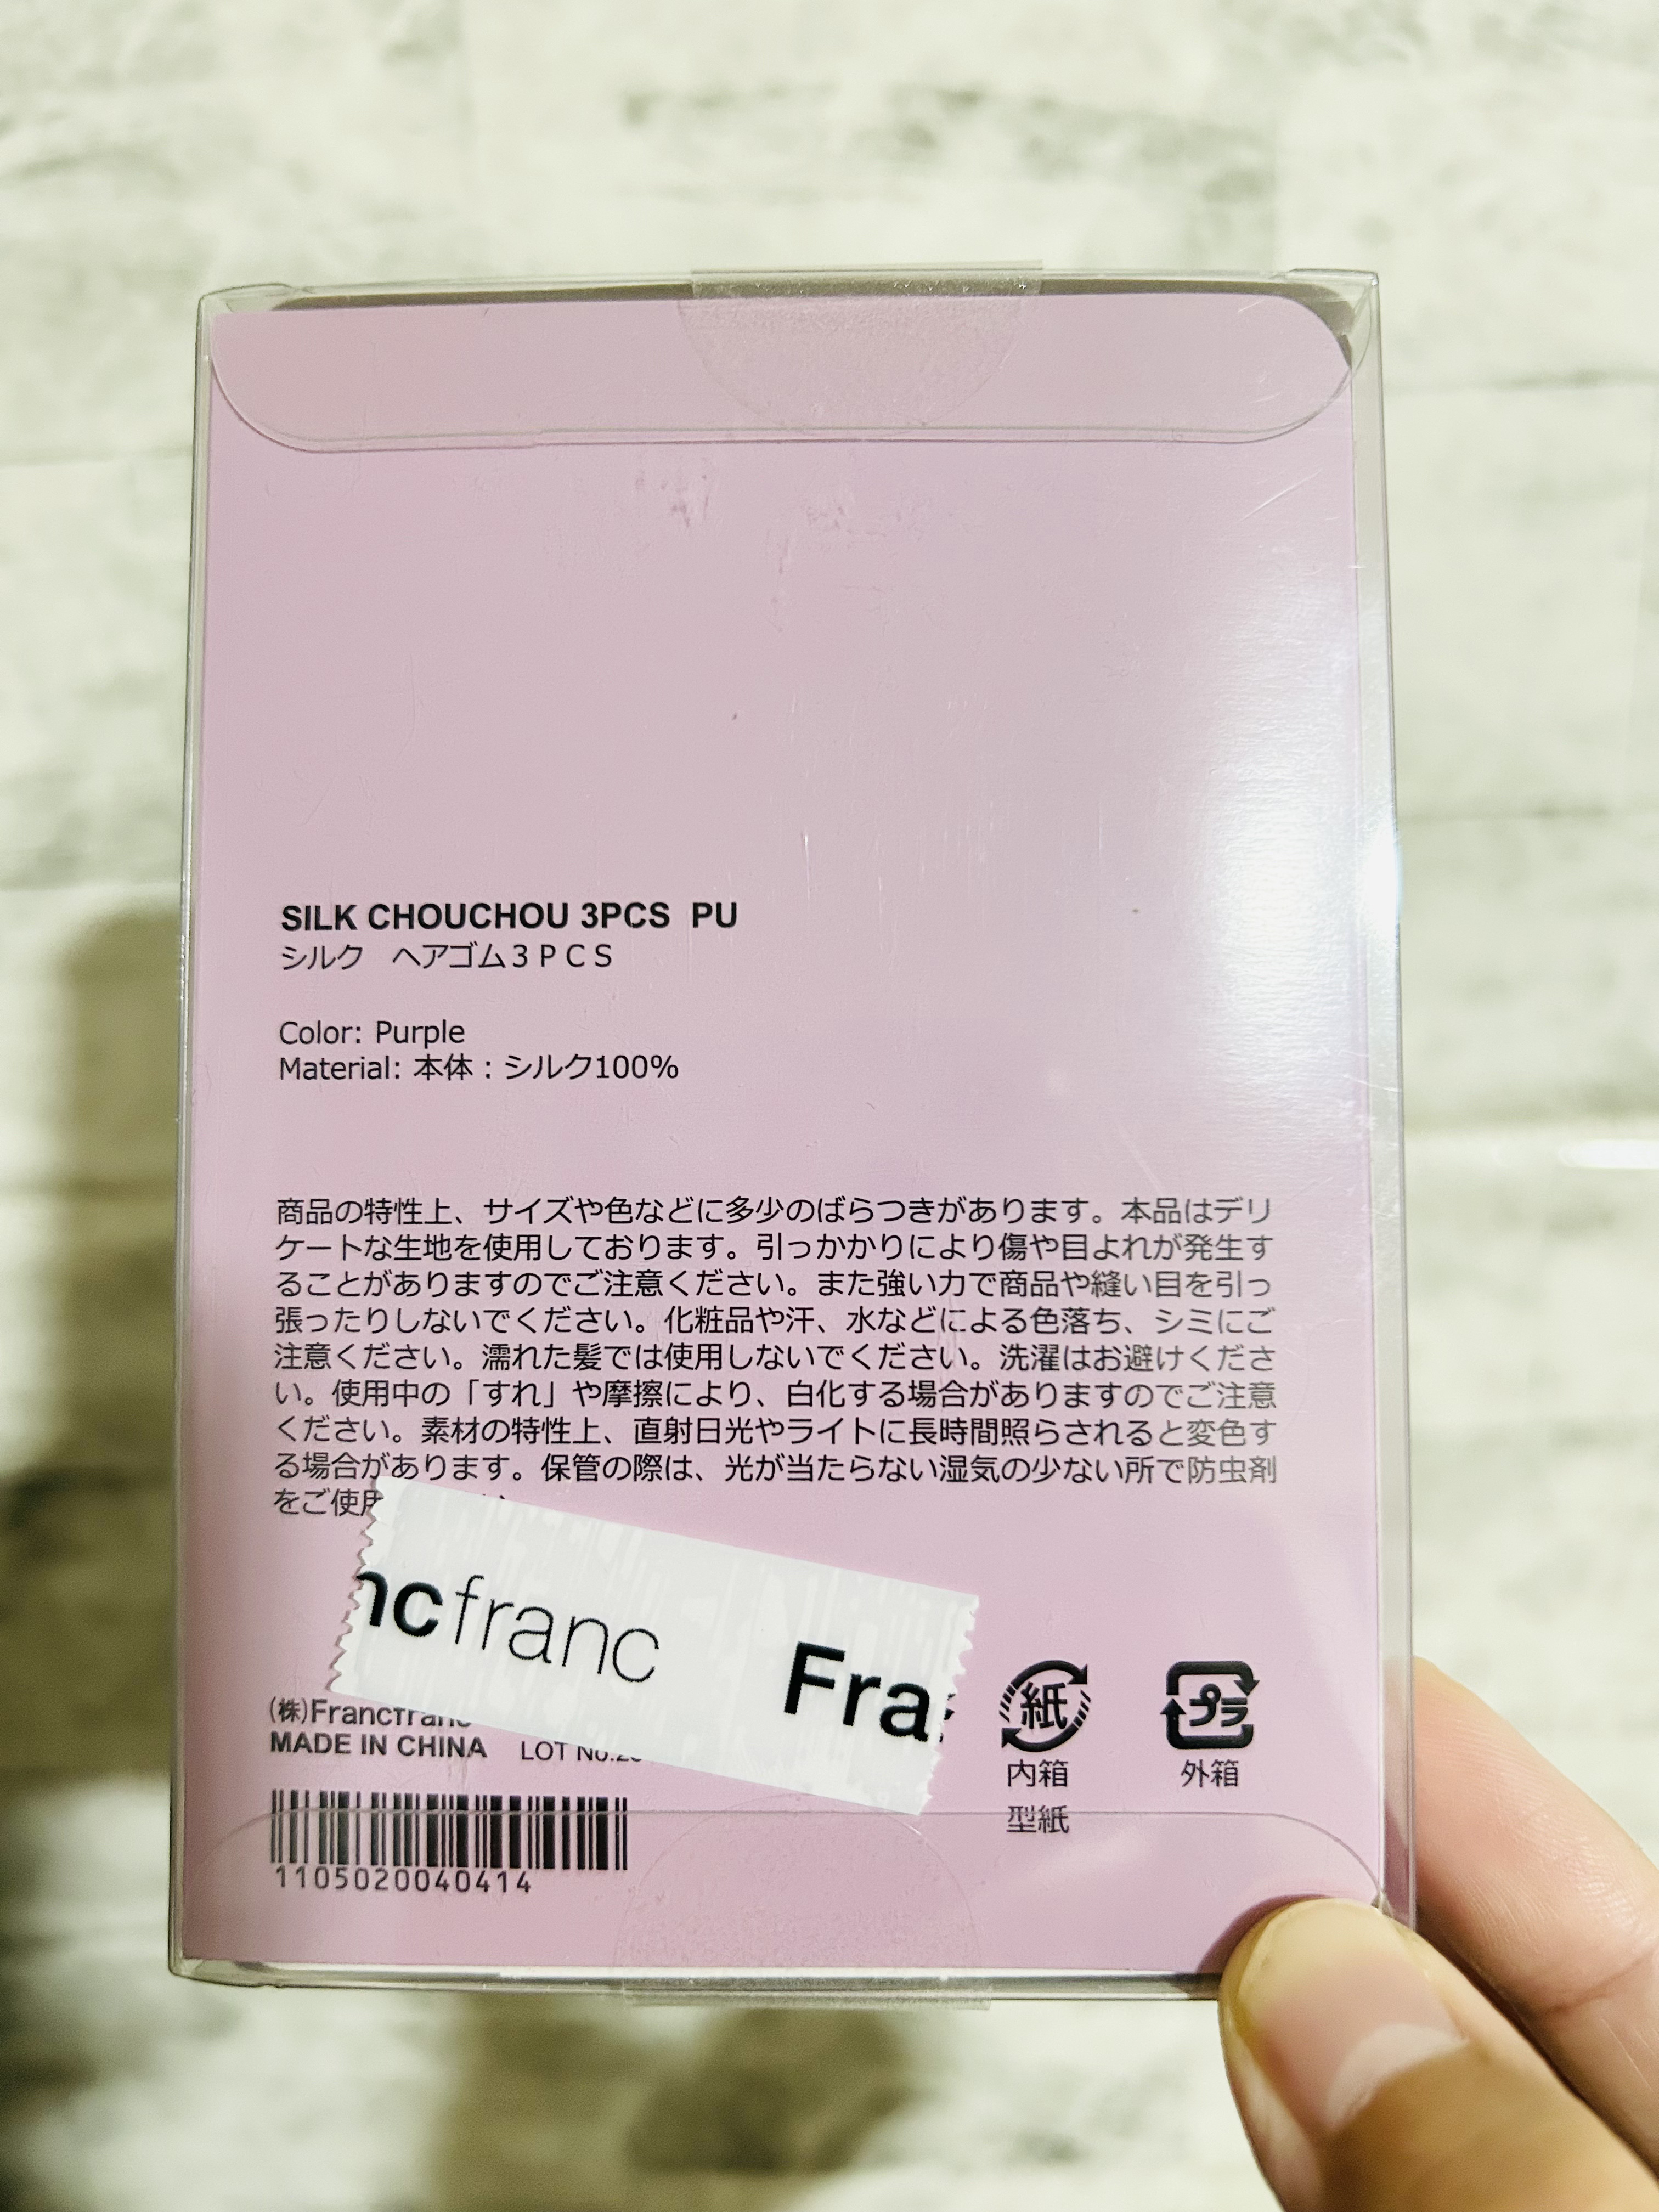 SILK CHOUCHOU 3PCS PU
シルク ヘアゴム３ＰＣＳ
Color: Purple
Material: 本体：シルク100%
商品の特性上、サイズや色などに多少のばらつきがあります。本品はデリ
ケートな生地を使用しております。引っかかりにより傷や目よれが発生す
ることがありますのでご注意ください。また強い力で商品や縫い目を引っ
張ったりしないでください。化粧品や汗、水などによる色落ち、シミにご
注意ください。濡れた髪では使用しないでください。洗濯はお避けくださ
い。使用中の「すれ」や摩擦により、白化する場合がありますのでご注意
ください。素材の特性上、直射日光やライトに長時間照らされると変色す
る場合があります。保管の際は、光が当たらない湿気の少ない所で防虫剤
をご使用
ncfranc Fra
(株)Francfranc
MADE IN CHINA LOT No.
紙 プラ
内箱 外箱
型紙
1105020040414